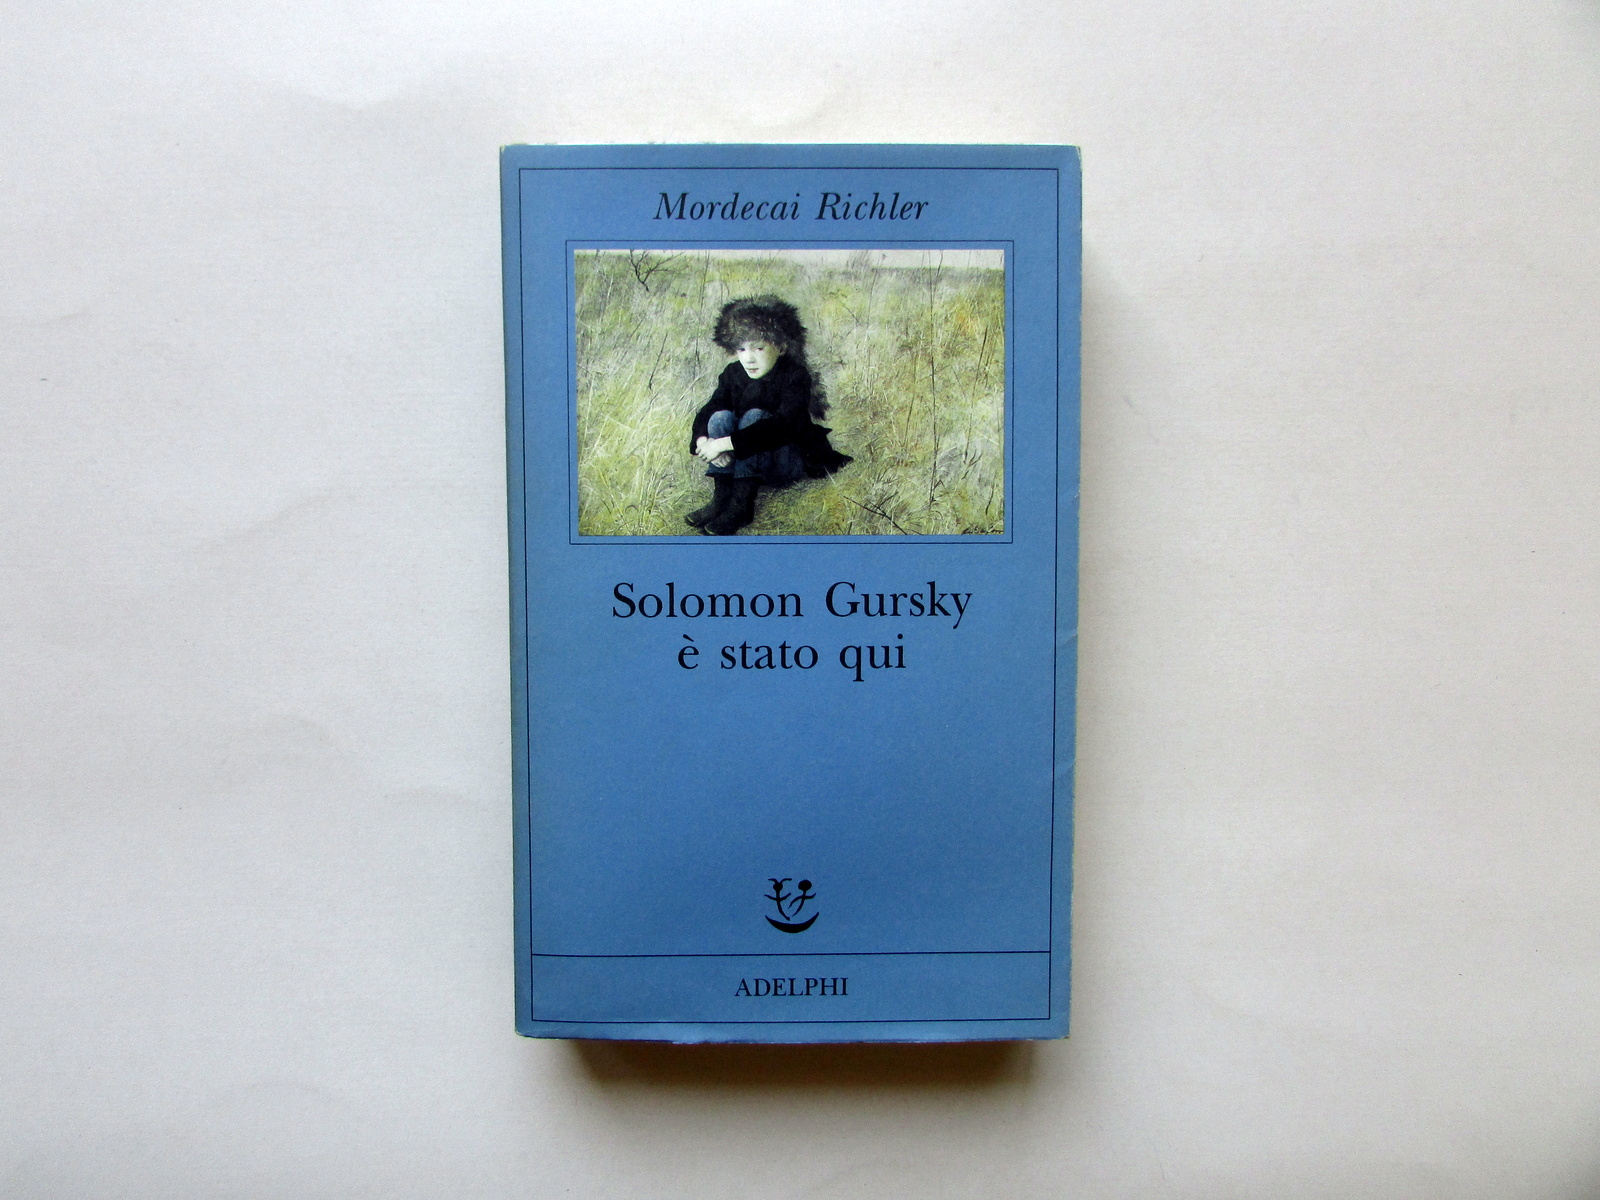 Mordecai Richler
Solomon Gursky
è stato qui
ADELPHI